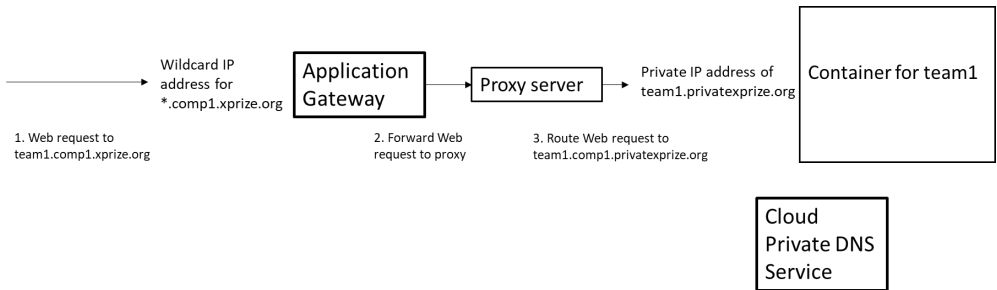 Wildcard IP
address for
*.comp1.xprize.org
Application
Gateway
Proxy server
Private IP address of
team1.privatexprize.org
Container for team1
1. Web request to
team1.comp1.xprize.org
2. Forward Web
request to proxy
3. Route Web request to
team1.comp1.privatexprize.org
Cloud
Private DNS
Service